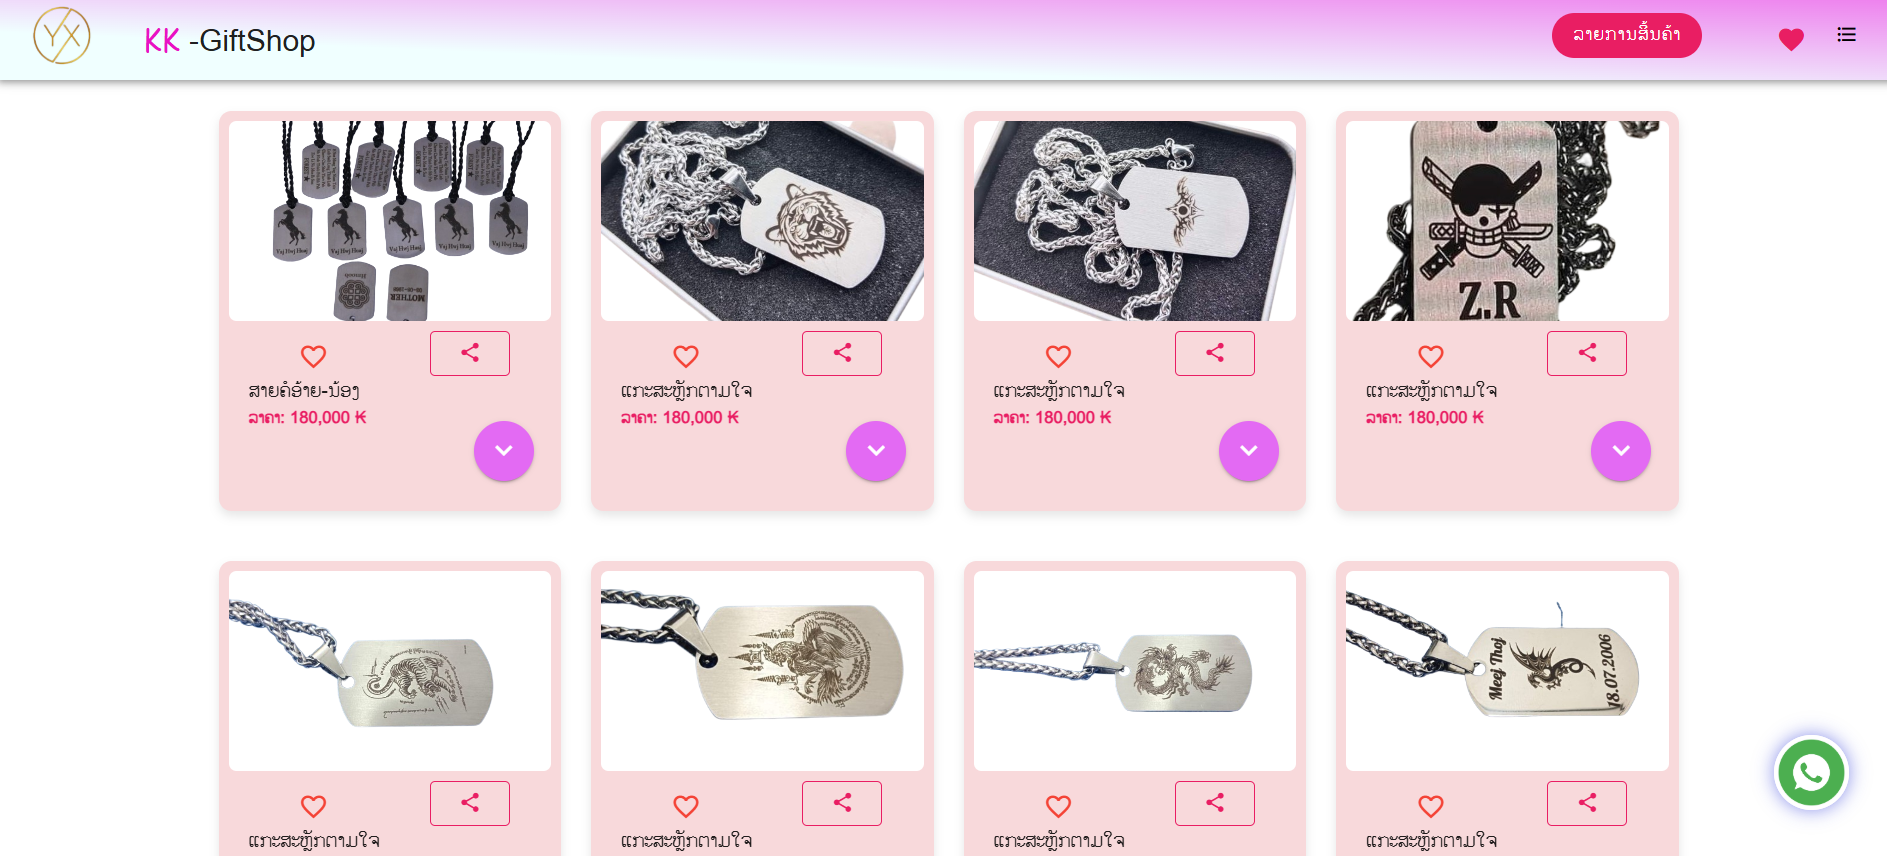 YX
KK -GiftShop
ລາຍການສິ້ນຄ້າ
Yaj Huj Huaj
MOTHER
Z.R
ສາຍຄໍອ້າຍ-ນ້ອງ
ລາຄາ: 180,000 ₭
ແກະສະຫຼັກຕາມໃຈ
ລາຄາ: 180,000 ₭
ແກະສະຫຼັກຕາມໃຈ
ລາຄາ: 180,000 ₭
ແກະສະຫຼັກຕາມໃຈ
ລາຄາ: 180,000 ₭
Meej Thoj
18.07.2006
ແກະສະຫຼັກຕາມໃຈ
ແກະສະຫຼັກຕາມໃຈ
ແກະສະຫຼັກຕາມໃຈ
ແກະສະຫຼັກຕາມໃຈ